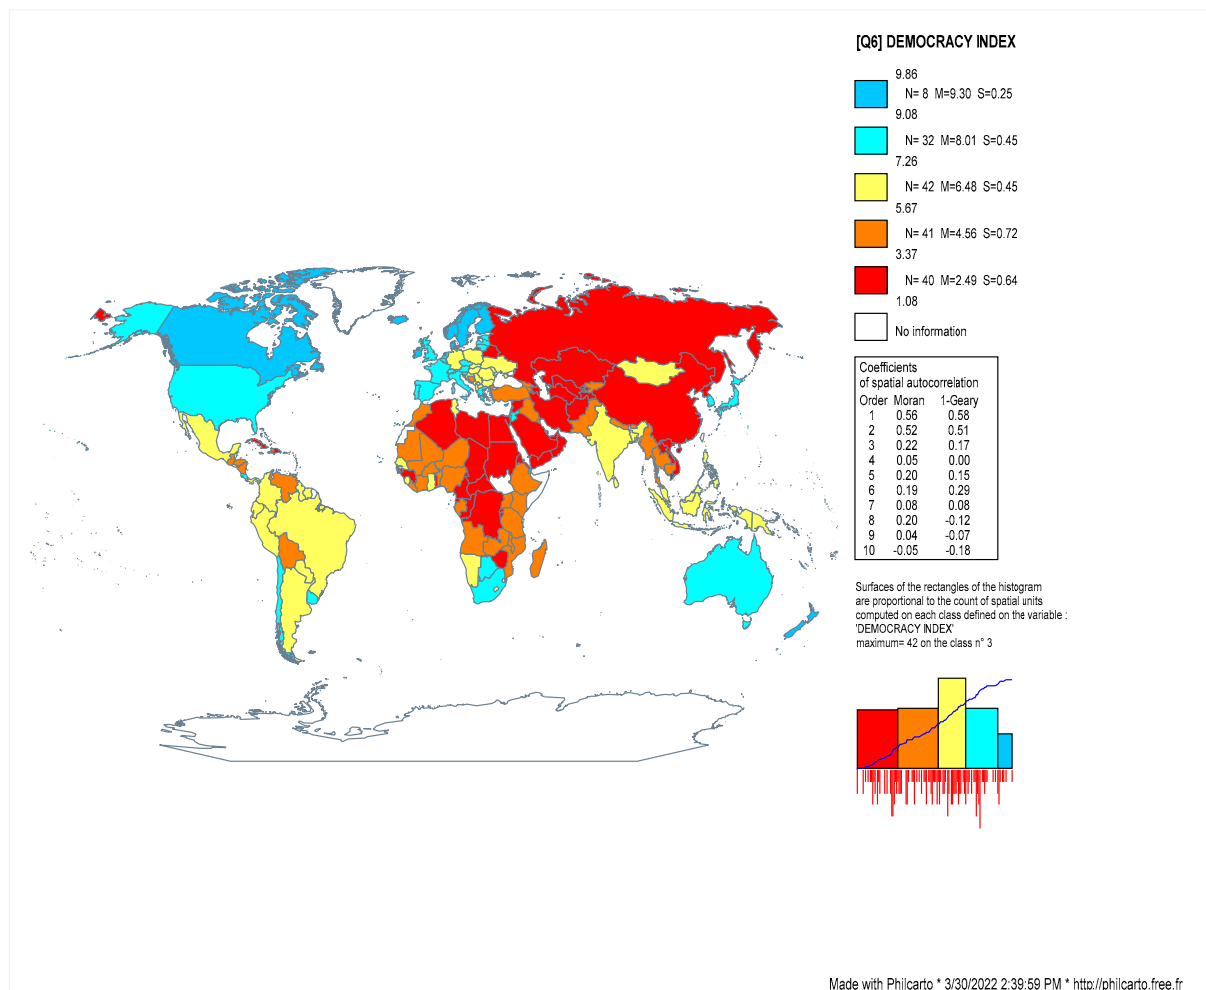 [Q6] DEMOCRACY INDEX
9.86
N= 8 M=9.30 S=0.25
9.08
N= 32 M=8.01 S=0.45
7.26
N= 42 M=6.48 S=0.45
5.67
N= 41 M=4.56 S=0.72
3.37
N= 40 M=2.49 S=0.64
1.08
No information
Coefficients
of spatial autocorrelation
Order Moran 1-Geary
1 0.56 0.58
2 0.52 0.51
3 0.22 0.17
4 0.05 0.00
5 0.20 0.15
6 0.19 0.29
7 0.08 0.08
8 0.20 -0.12
9 0.04 -0.07
10 -0.05 -0.18
Surfaces of the rectangles of the histogram
are proportional to the count of spatial units
computed on each class defined on the variable :
'DEMOCRACY INDEX'
maximum= 42 on the class n° 3
Made with Philcarto * 3/30/2022 2:39:59 PM * http://philcarto.free.fr